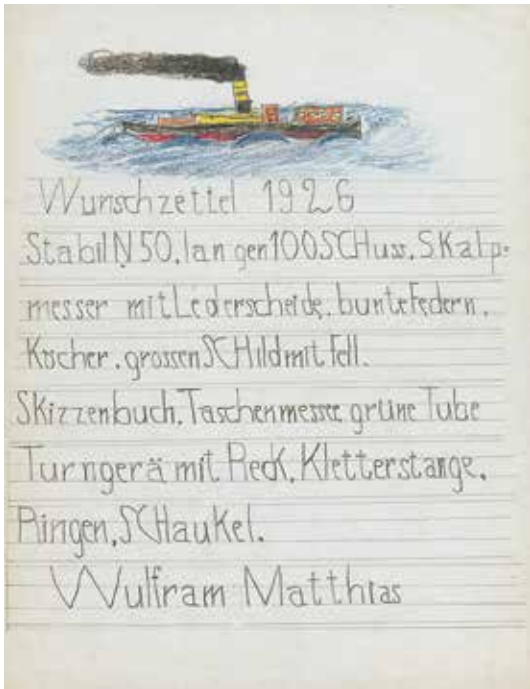 Wunschzettel 1926
Stabil N 50, langen 100 SCHuss, SKalp-
messer mit Lederscheide, bunte Federn,
Köcher, grossen SCHild mit Fell.
SKizzenbuch, Taschenmesser grüne Tube
Turngerä mit Reck, Kletterstange,
Ringen, SCHauKel.
Wulfram Matthias